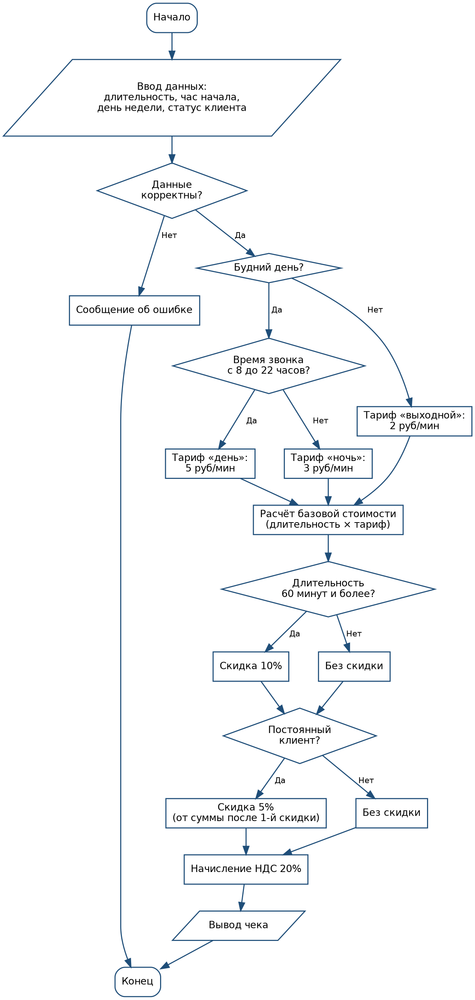 Начало
Ввод данных:
длительность, час начала,
день недели, статус клиента
Данные
корректны?
Нет
Да
Будний день?
Сообщение об ошибке
Да
Нет
Время звонка
с 8 до 22 часов?
Тариф «выходной»:
2 руб/мин
Да
Нет
Тариф «день»:
5 руб/мин
Тариф «ночь»:
3 руб/мин
Расчёт базовой стоимости
(длительность × тариф)
Длительность
60 минут и более?
Да
Нет
Скидка 10%
Без скидки
Постоянный
клиент?
Да
Нет
Скидка 5%
(от суммы после 1-й скидки)
Без скидки
Начисление НДС 20%
Вывод чека
Конец